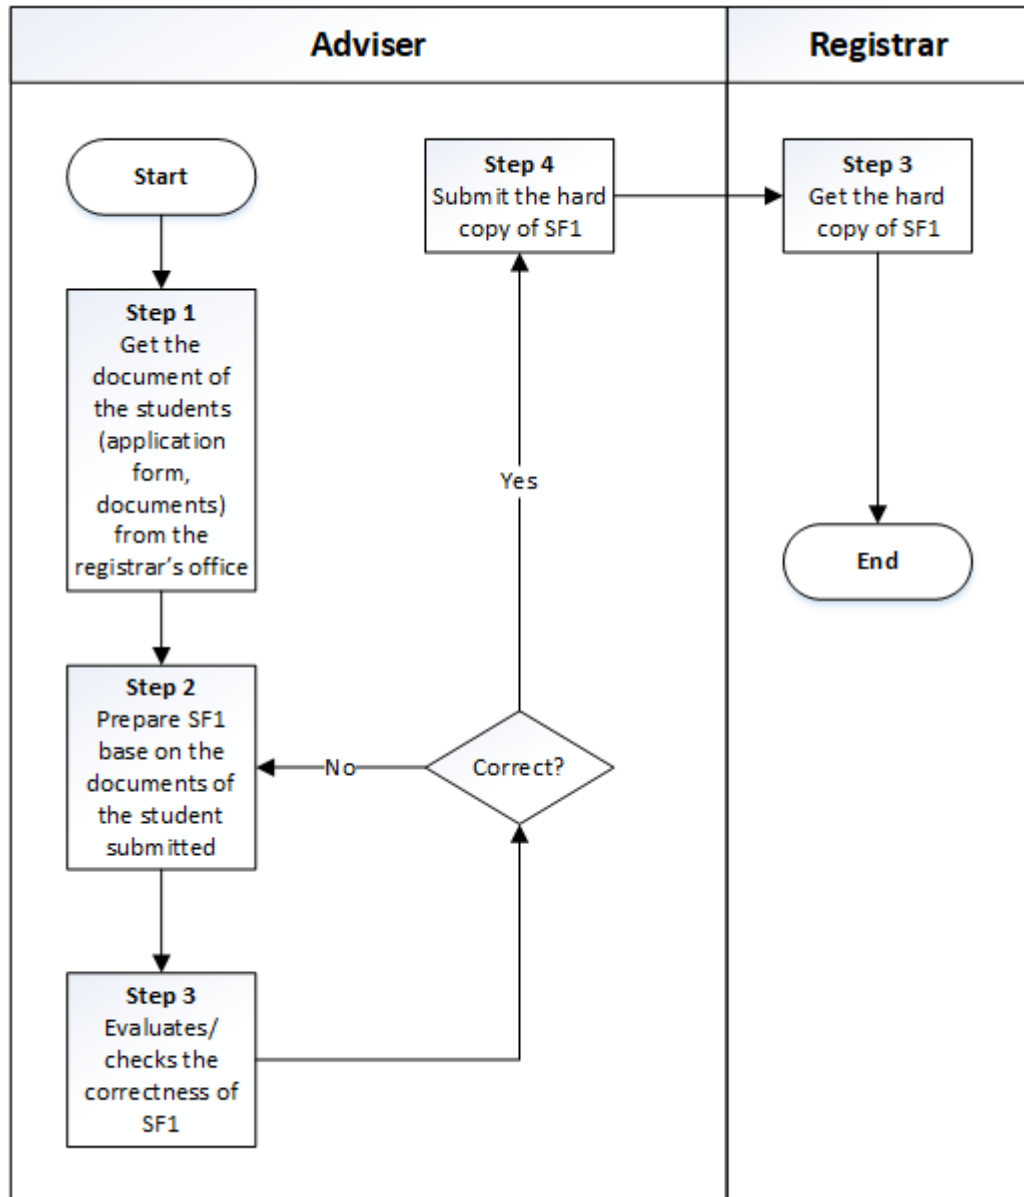 Adviser
Registrar
Start
Step 1
Get the
document of
the students
(application
form,
documents)
from the
registrar's office
Step 2
Prepare SF1
base on the
documents of
the student
submitted
Step 3
Evaluates/
checks the
correctness of
SF1
Correct?
No
Yes
Step 4
Submit the hard
copy of SF1
Step 3
Get the hard
copy of SF1
End